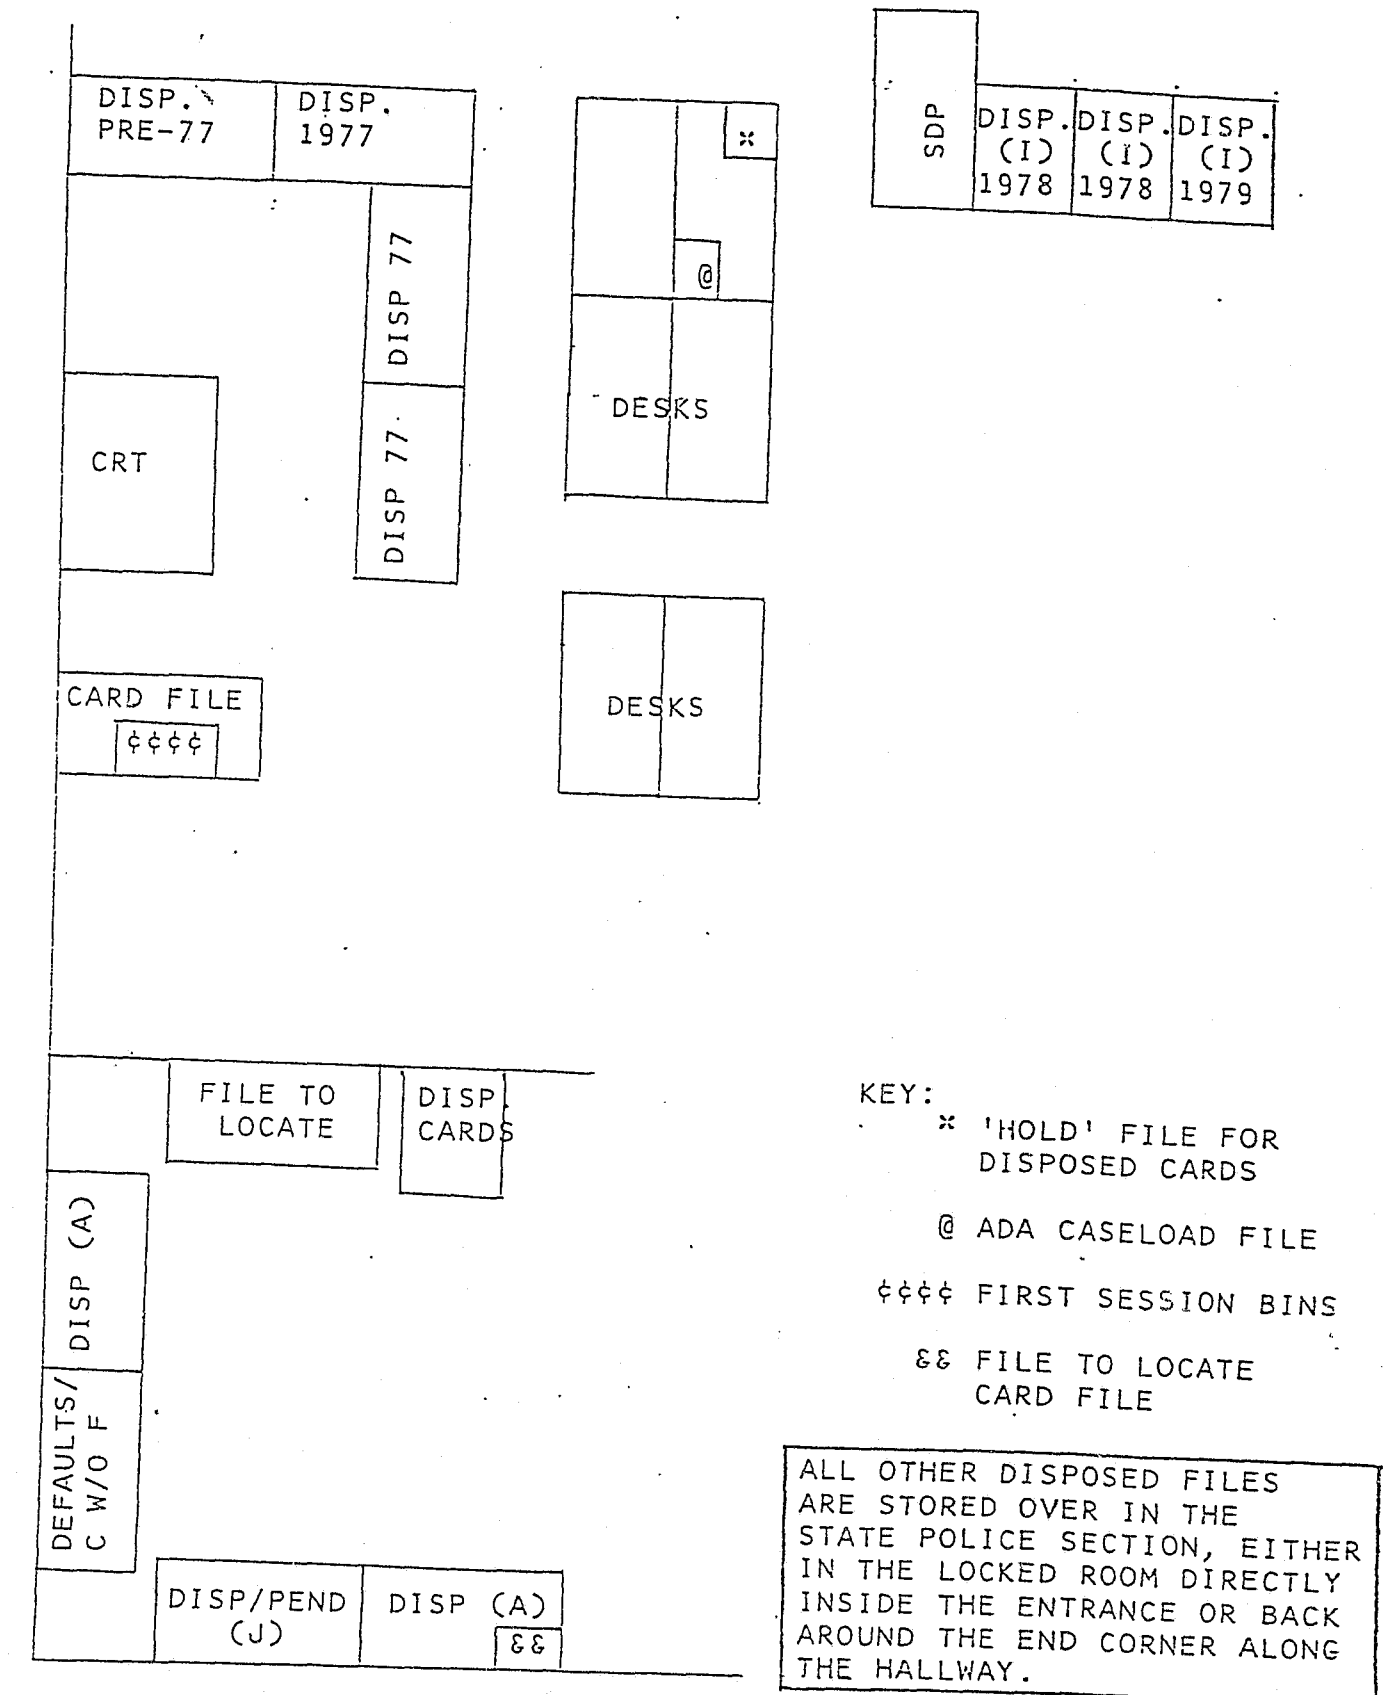 DISP.
PRE-77
DISP.
1977
SDP
DISP.
(I)
1978
DISP.
(I)
1978
DISP.
(I)
1979
@
DISP 77
DISP 77
DESKS
CRT
CARD FILE
¢¢¢¢
DESKS
FILE TO
LOCATE
DISP.
CARDS
DISP (A)
DEFAULTS/
C W/O F
DISP/PEND
(J)
DISP (A)
&&
KEY:
* 'HOLD' FILE FOR
DISPOSED CARDS
@ ADA CASELOAD FILE
¢¢¢¢ FIRST SESSION BINS
&& FILE TO LOCATE
CARD FILE
ALL OTHER DISPOSED FILES
ARE STORED OVER IN THE
STATE POLICE SECTION, EITHER
IN THE LOCKED ROOM DIRECTLY
INSIDE THE ENTRANCE OR BACK
AROUND THE END CORNER ALONG
THE HALLWAY.